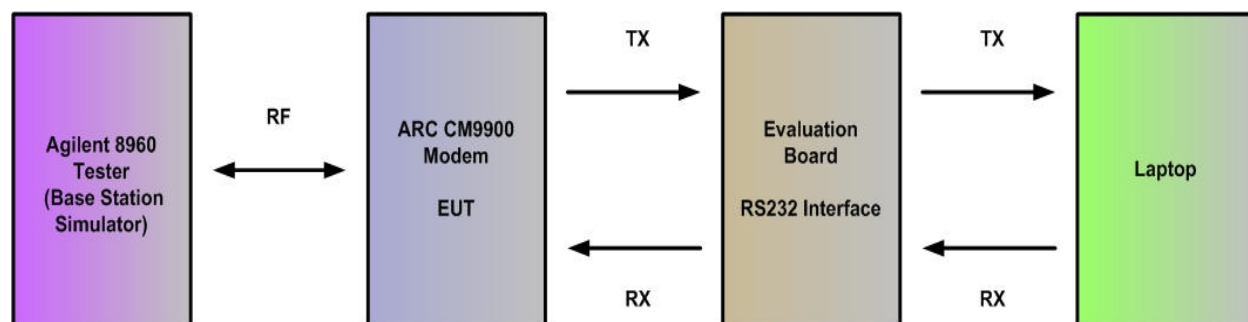 Agilent 8960
Tester
(Base Station
Simulator)
RF
ARC CM9900
Modem
EUT
TX
RX
Evaluation
Board
RS232 Interface
TX
RX
Laptop